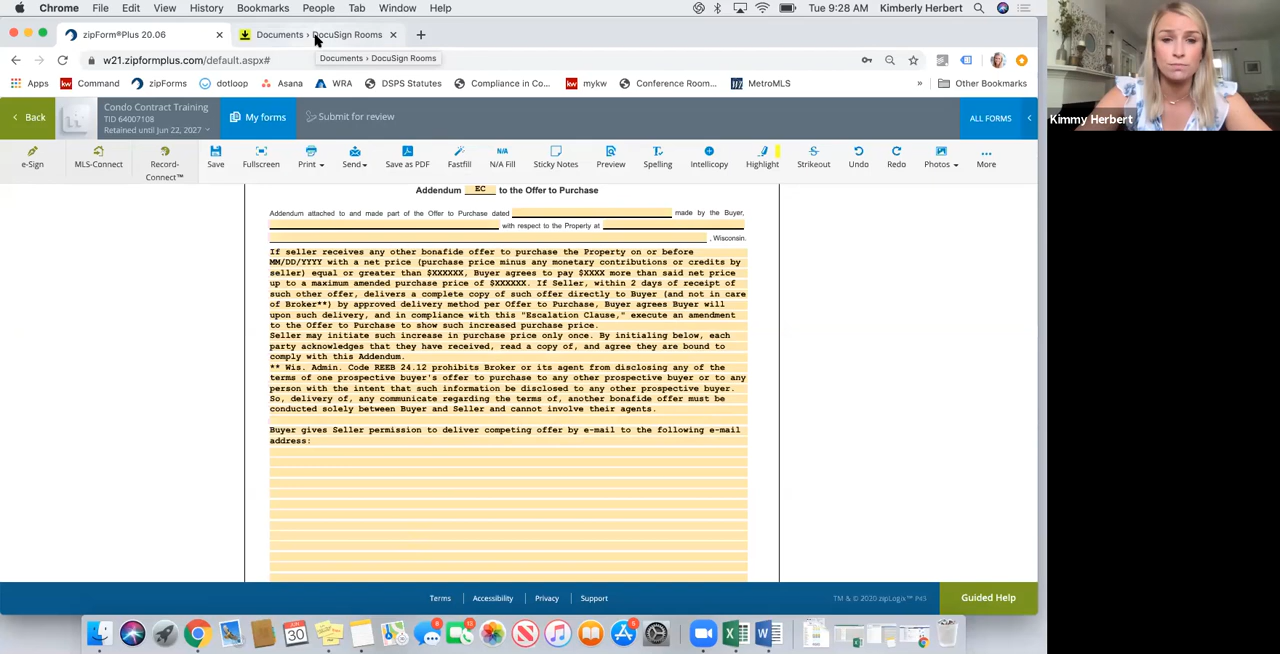 Chrome File Edit View History Bookmarks People Tab Window Help Tue 9:28 AM Kimberly Herbert
zipForm®Plus 20.06 Documents › DocuSign Rooms
w21.zipformplus.com/default.aspx#
Documents › DocuSign Rooms
Apps Command zipForms dotloop Asana WRA DSPS Statutes Compliance in Co... mykw Conference Room... MetroMLS » Other Bookmarks
Back
Condo Contract Training
TID 64007108
Retained until Jun 22, 2027
My forms
Submit for review
ALL FORMS
Kimmy Herbert
e-Sign MLS-Connect Record-Connect™ Save Fullscreen Print Send Save as PDF Fastfill N/A Fill Sticky Notes Preview Spelling Intellicopy Highlight Strikeout Undo Redo Photos More
Addendum EC to the Offer to Purchase
Addendum attached to and made part of the Offer to Purchase dated made by the Buyer,
with respect to the Property at
, Wisconsin.
If seller receives any other bonafide offer to purchase the Property on or before
MM/DD/YYYY with a net price (purchase price minus any monetary contributions or credits by
seller) equal or greater than $XXXXXX, Buyer agrees to pay $XXXX more than said net price
up to a maximum amended purchase price of $XXXXXX. If Seller, within 2 days of receipt of
such other offer, delivers a complete copy of such offer directly to Buyer (and not in care
of Broker**) by approved delivery method per Offer to Purchase, Buyer agrees Buyer will
upon such delivery, and in compliance with this "Escalation Clause," execute an amendment
to the Offer to Purchase to show such increased purchase price.
Seller may initiate such increase in purchase price only once. By initialing below, each
party acknowledges that they have received, read a copy of, and agree they are bound to
comply with this Addendum.
** Wis. Admin. Code REEB 24.12 prohibits Broker or its agent from disclosing any of the
terms of one prospective buyer's offer to purchase to any other prospective buyer or to any
person with the intent that such information be disclosed to any other prospective buyer.
So, delivery of, any communicate regarding the terms of, another bonafide offer must be
conducted solely between Buyer and Seller and cannot involve their agents.
Buyer gives Seller permission to deliver competing offer by e-mail to the following e-mail
address:
Terms Accessibility Privacy Support
TM & © 2020 zipLogix™ P45
Guided Help